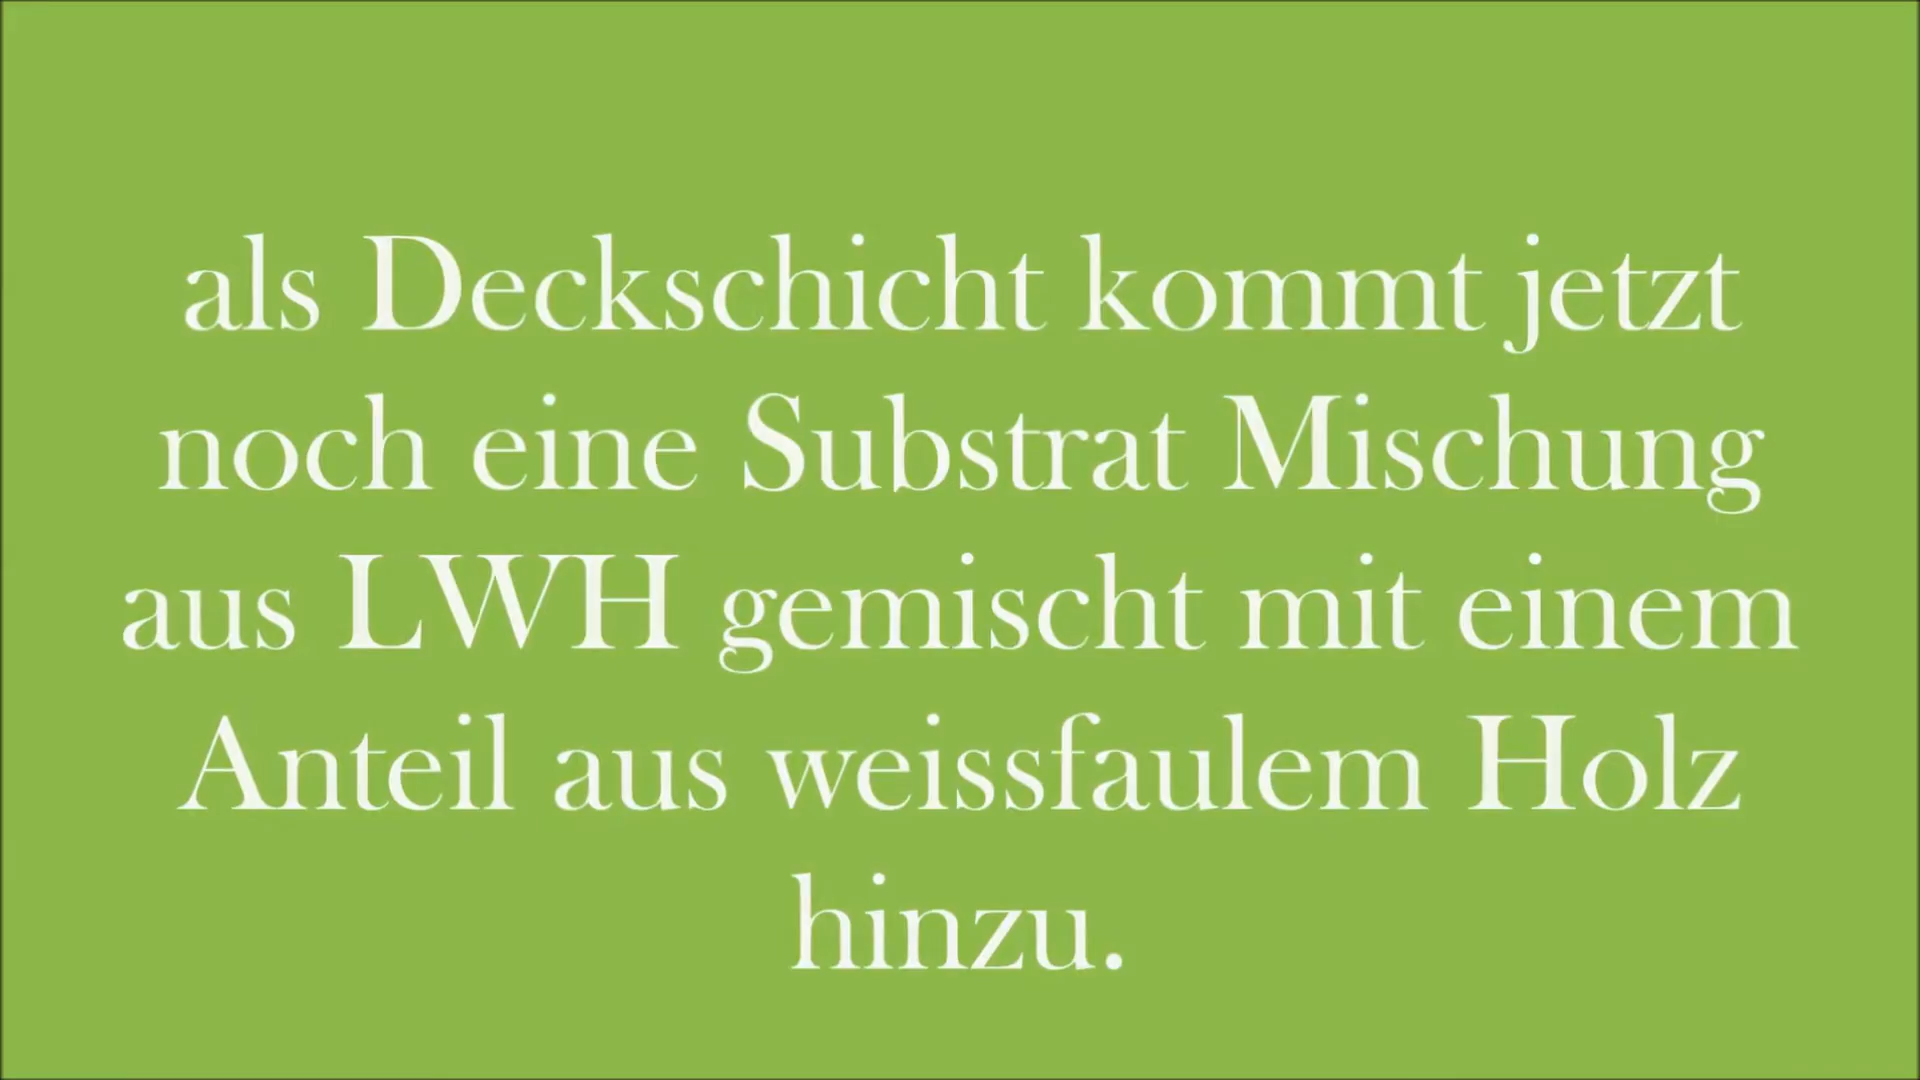 als Deckschicht kommt jetzt
noch eine Substrat Mischung
aus LWH gemischt mit einem
Anteil aus weissfaulem Holz
hinzu.